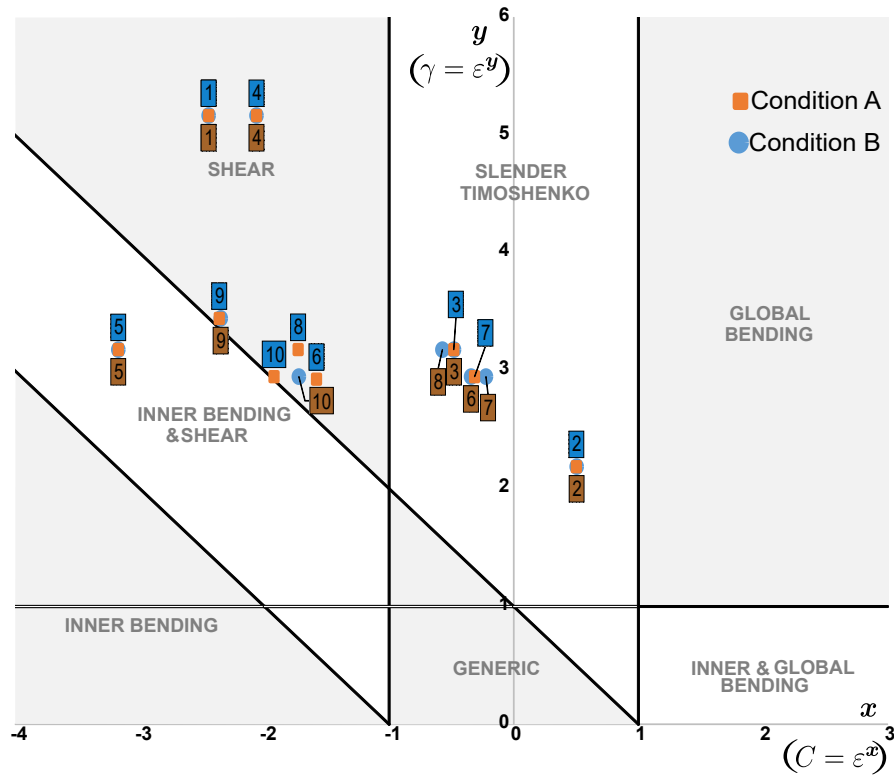 6
y
(γ = ε^y)
1 4
Condition A
5
1 4
Condition B
SHEAR
SLENDER
TIMOSHENKO
4
9
3
GLOBAL
BENDING
5
8
7
9
10
6
3
5
8
3
6
10
7
INNER BENDING
&SHEAR
2
2
2
1
INNER BENDING
GENERIC
INNER & GLOBAL
BENDING
x
0
-4 -3 -2 -1 0 1 2 3
(C = ε^x)